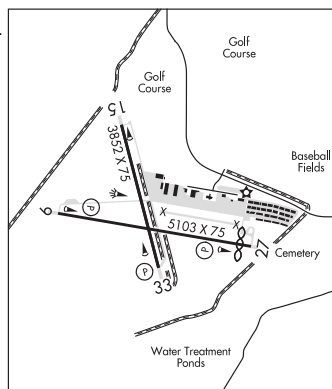 Golf
Course
Golf
Course
15
3852 X 75
Baseball
Fields
9
P
5103 X 75
P
27
P
33
Cemetery
X
X
Water Treatment
Ponds